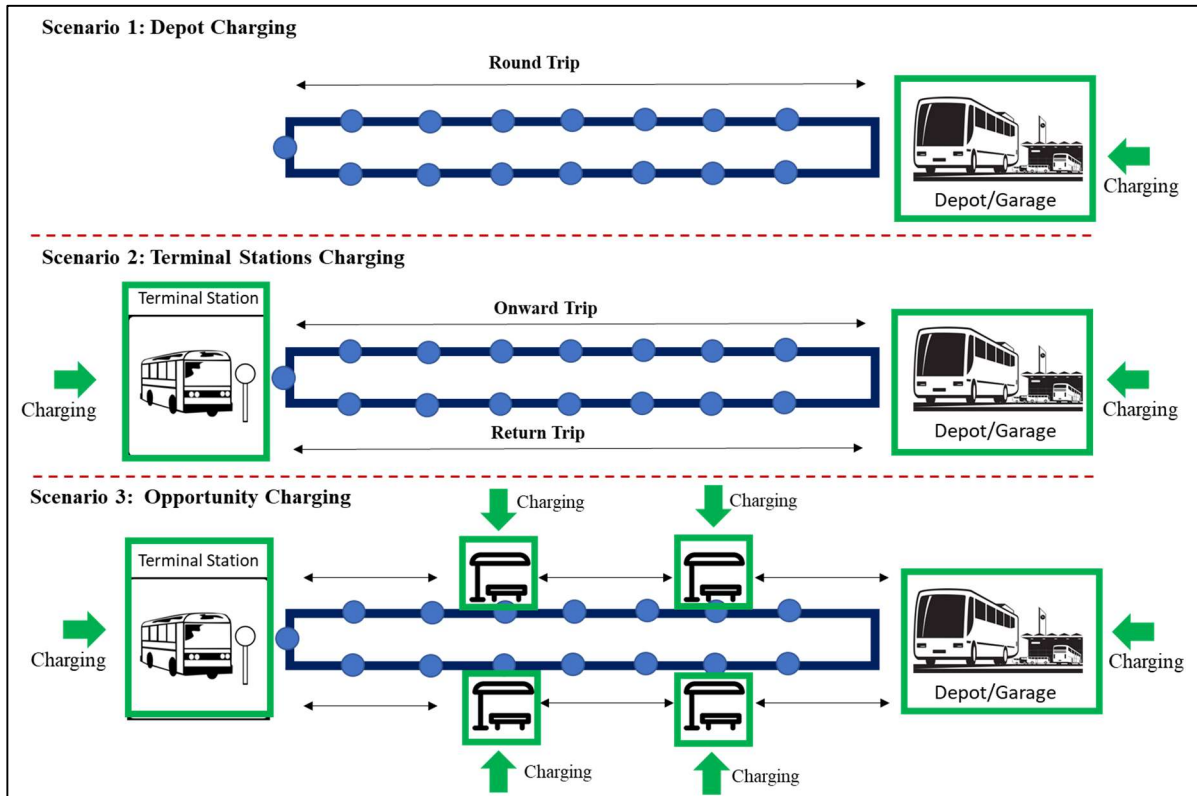 Scenario 1: Depot Charging
Round Trip
Charging
Depot/Garage
Scenario 2: Terminal Stations Charging
Terminal Station
Onward Trip
Charging
Charging
Depot/Garage
Return Trip
Scenario 3: Opportunity Charging
Charging
Charging
Terminal Station
Charging
Charging
Depot/Garage
Charging
Charging